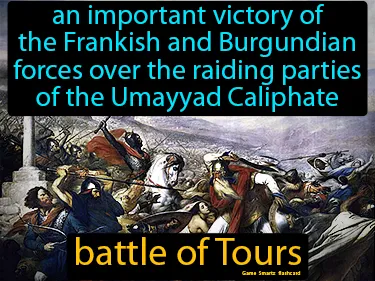 an important victory of
the Frankish and Burgundian
forces over the raiding parties
of the Umayyad Caliphate
battle of Tours
Game Smartz flashcard